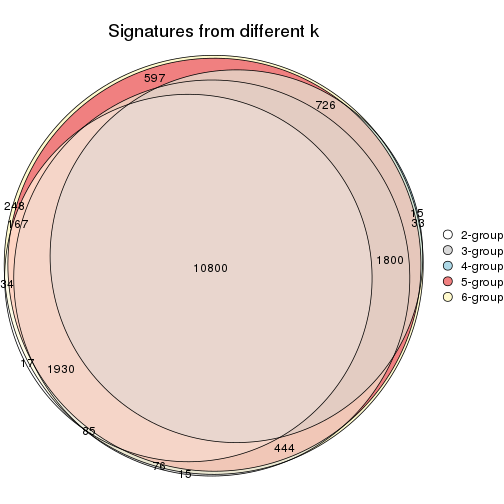 Signatures from different k
597
726
248
167
15
33
2-group
3-group
4-group
5-group
6-group
1800
10800
34
17
1930
85
444
76
15